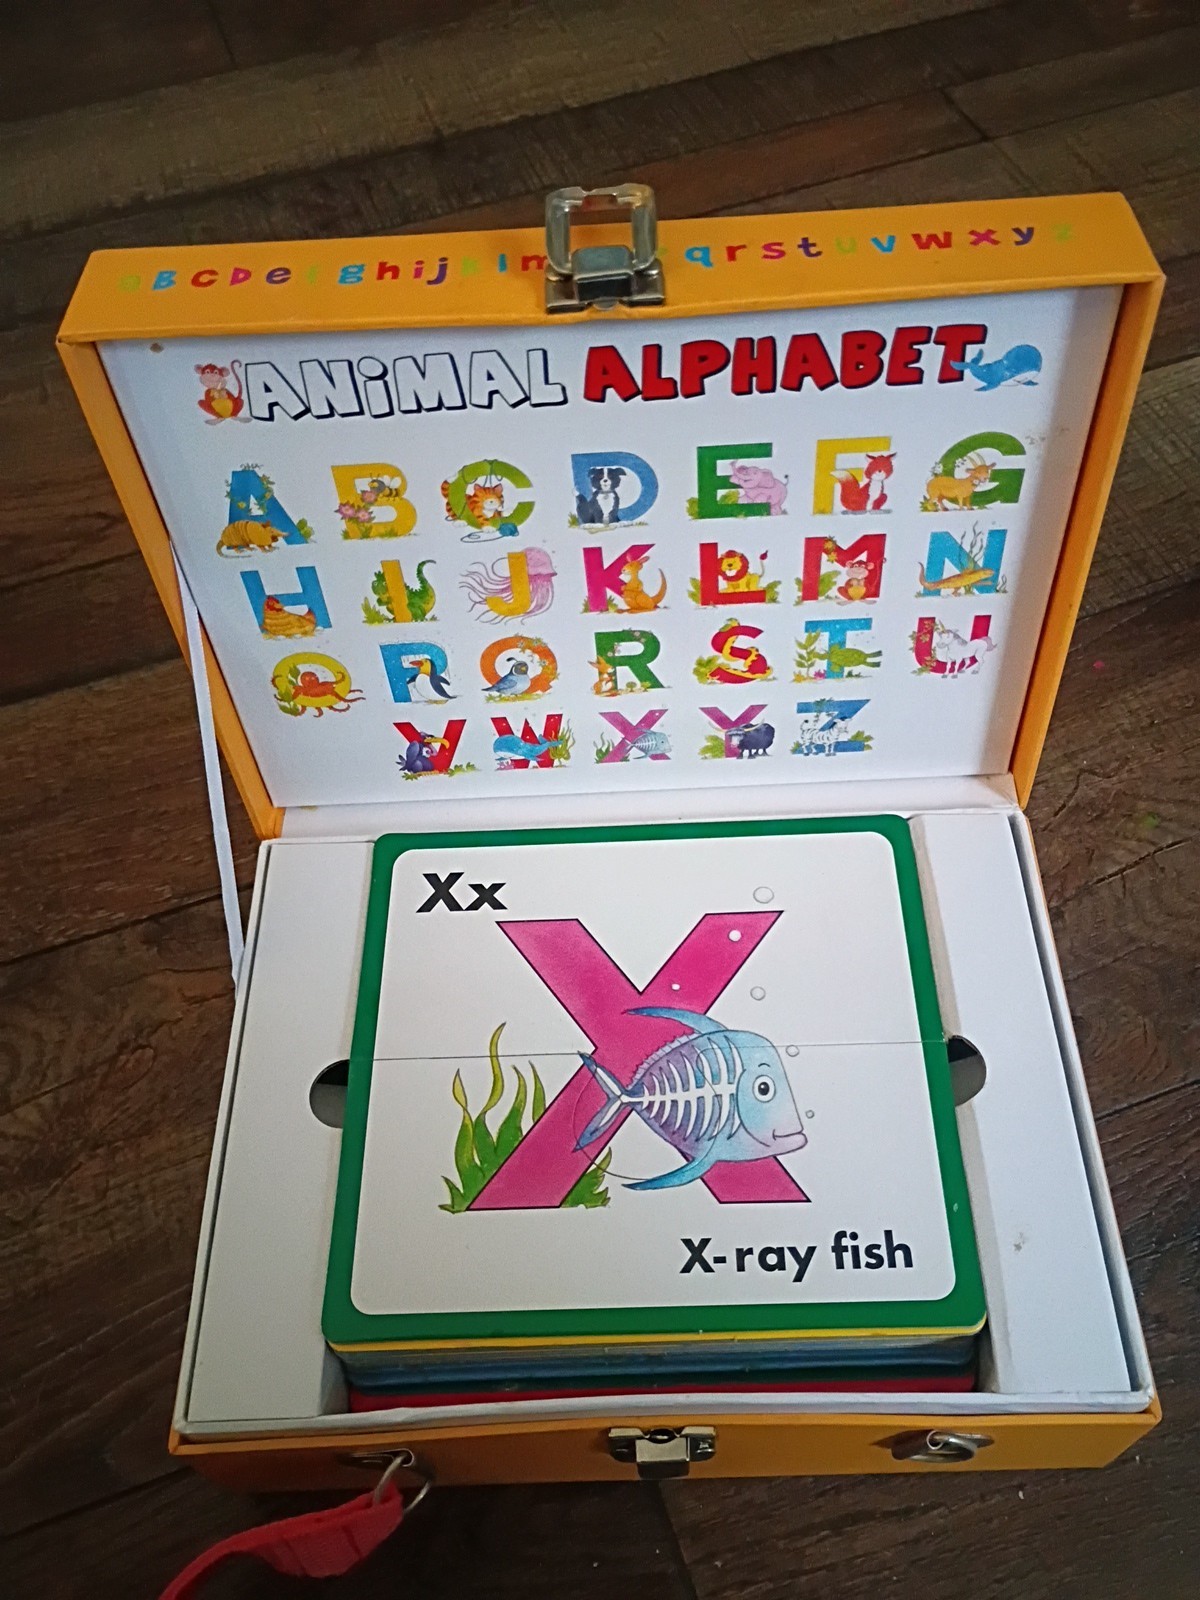 a B C D e f g h i j k l m q r s t u v w x y z
ANiMAL ALPHABET
A B C D E F G
H I J K L M N
O P Q R S T U
V W X Y Z
Xx
X
X-ray fish